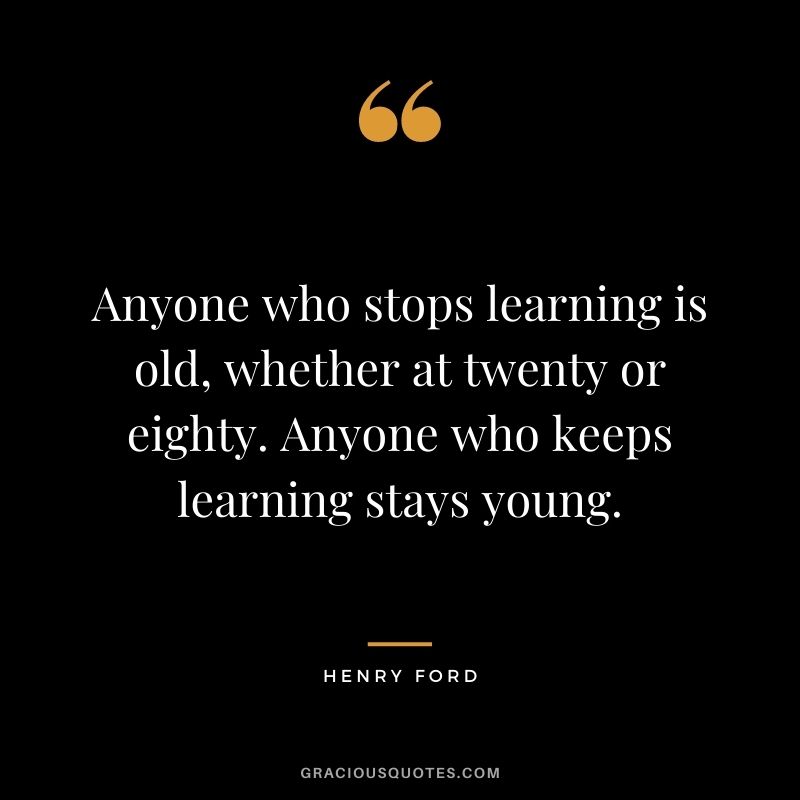 “
Anyone who stops learning is
old, whether at twenty or
eighty. Anyone who keeps
learning stays young.
HENRY FORD
GRACIOUSQUOTES.COM